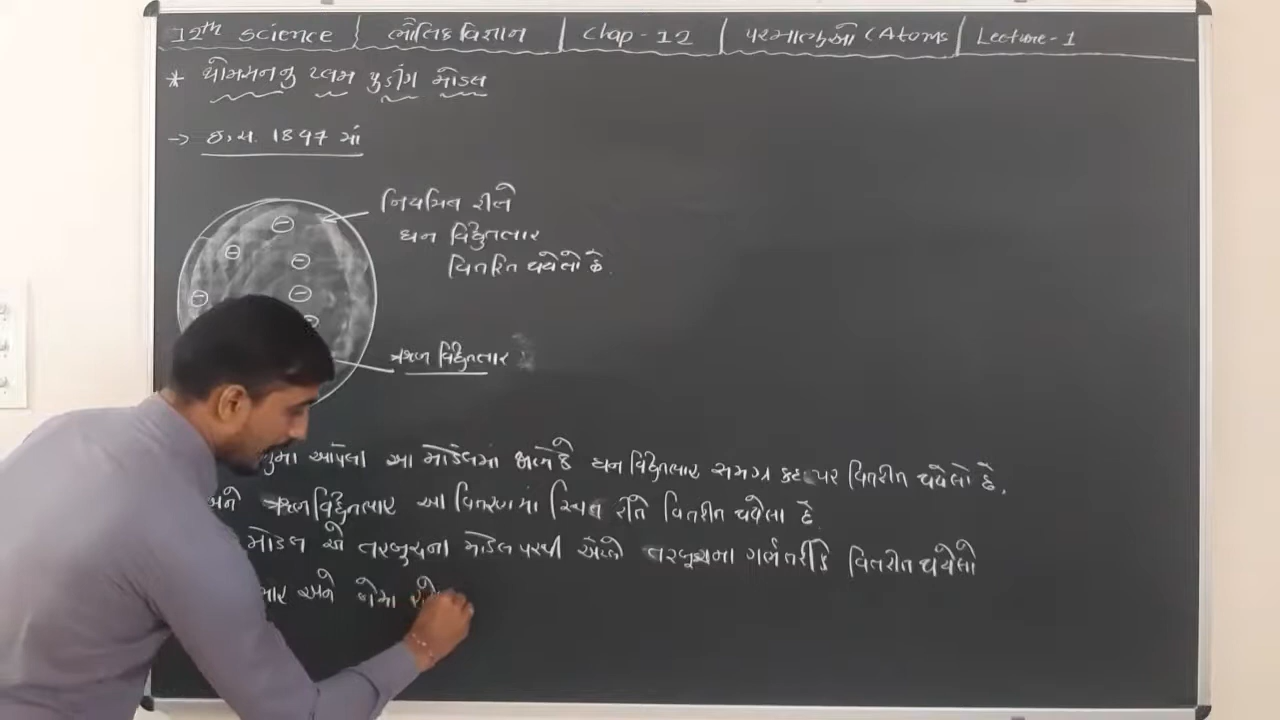 12th science | ભૌતિક વિજ્ઞાન | Chap - 12 | પરમાણુઓ (Atoms | Lecture - 1
* થોમસનનુ પ્લમ પુડીંગ મોડલ
→ ઇ.સ. 1897 માં
નિયમિત રીતે
ધન વિદ્યુતભાર
વિતરિત થયેલો છે.
ઋણ વિદ્યુતભાર
આપેલા આ મોડેલમાં ધન વિદ્યુતભાર સમગ્ર કદ પર વિતરીત થયેલો છે.
અને ઋણ વિદ્યુતભાર આ વિતરણમાં સ્થિત રીતે વિતરીત થયેલા છે.
મોડલ એ તરબુચના મોડેલ પરથી એટલે તરબૂચના ગર્ભ તરીકે વિતરીત થયેલો
ભાર અને જેમા